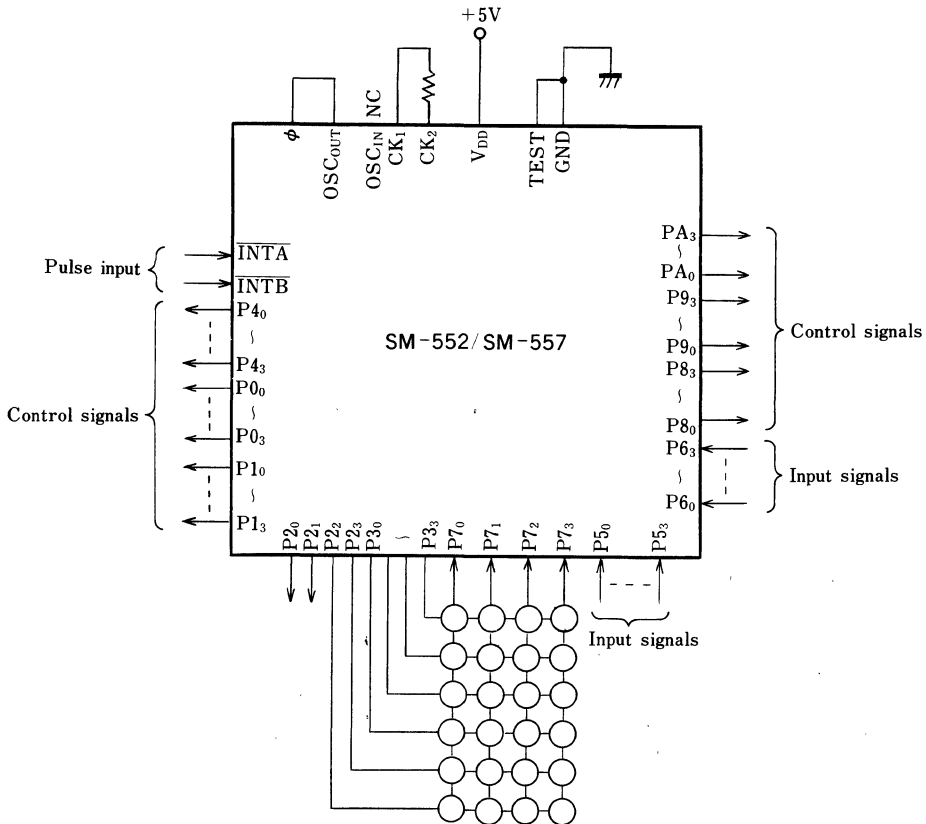 +5V
φ
OSCOUT
OSCIN NC
CK1
CK2
VDD
TEST
GND
Pulse input
INTA
INTB
P40
~
P43
P00
~
P03
P10
~
P13
Control signals
SM-552/SM-557
PA3
~
PA0
P93
~
P90
P83
~
P80
Control signals
P63
~
P60
Input signals
P20
P21
P22
P23
P30
~
P33
P70
P71
P72
P73
P50
P53
Input signals